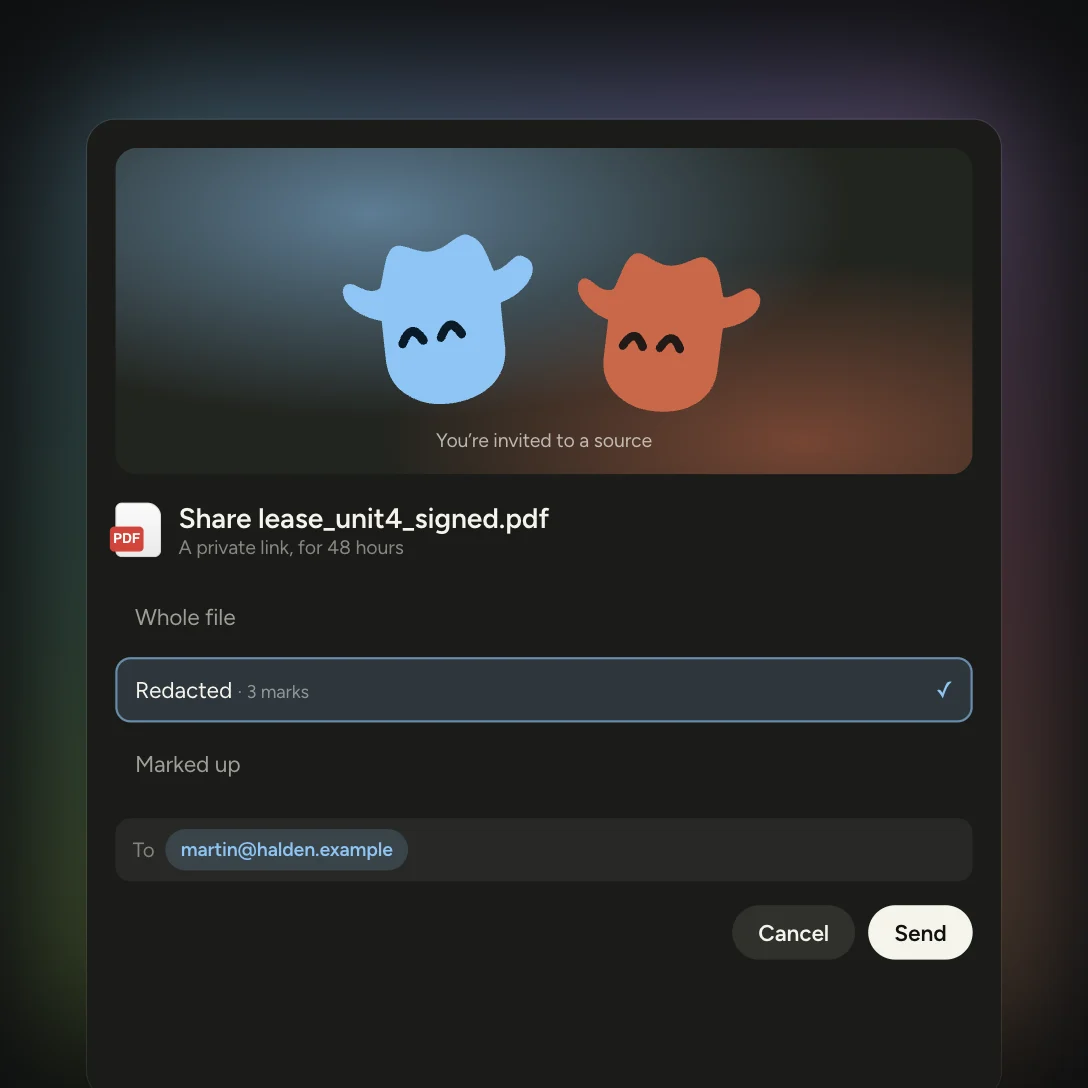 You’re invited to a source
PDF
Share lease_unit4_signed.pdf
A private link, for 48 hours
Whole file
Redacted · 3 marks
Marked up
To martin@halden.example
Cancel Send